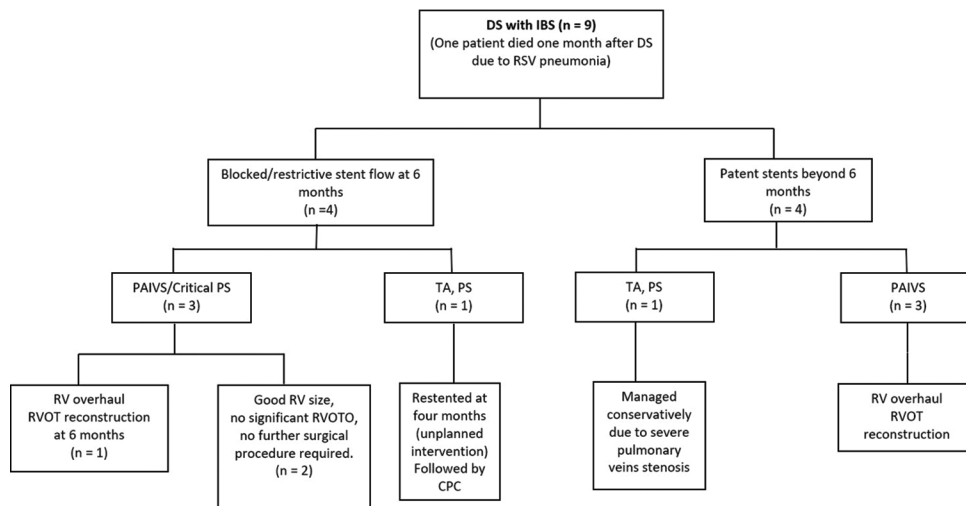 DS with IBS (n = 9)
(One patient died one month after DS
due to RSV pneumonia)
Blocked/restrictive stent flow at 6
months
(n =4)
Patent stents beyond 6
months
(n = 4)
PAIVS/Critical PS
(n = 3)
TA, PS
(n = 1)
TA, PS
(n = 1)
PAIVS
(n = 3)
RV overhaul
RVOT reconstruction
at 6 months
(n = 1)
Good RV size,
no significant RVOTO,
no further surgical
procedure required.
(n = 2)
Restented at
four months
(unplanned
intervention)
Followed by
CPC
Managed
conservatively
due to severe
pulmonary
veins stenosis
RV overhaul
RVOT
reconstruction